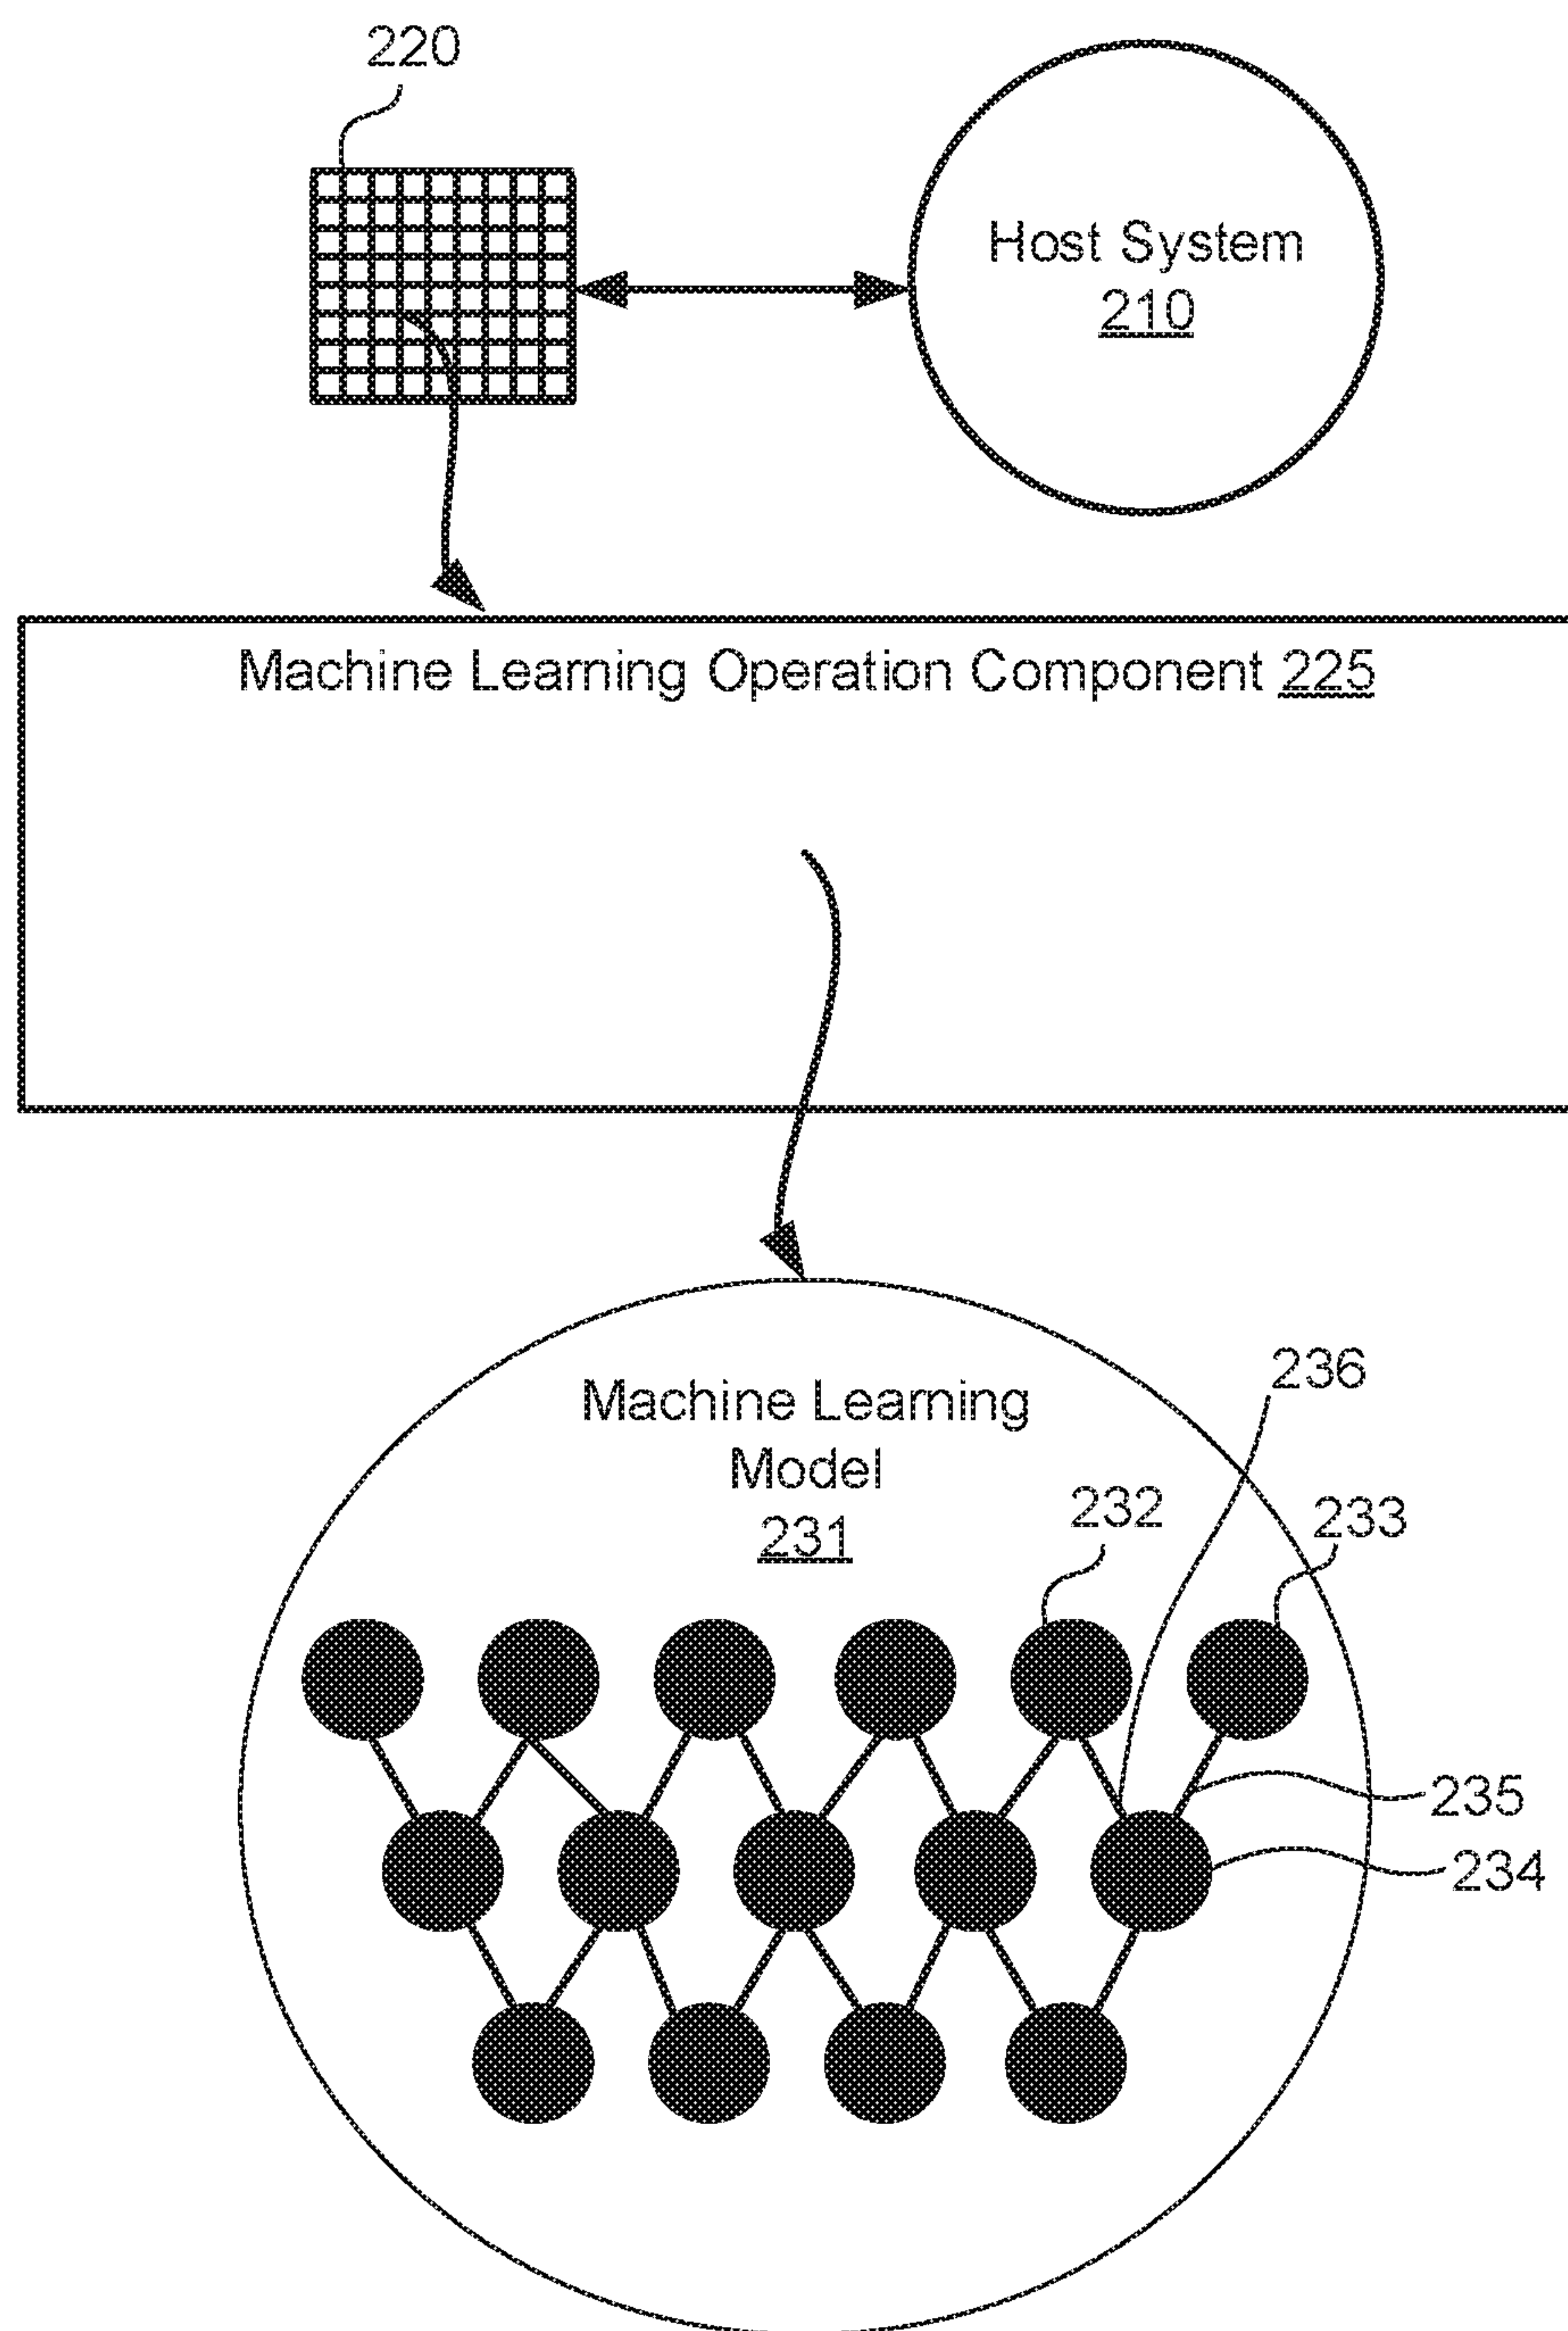 220
Host System
210
Machine Learning Operation Component 225
Machine Learning
Model
231
236
232
233
235
234